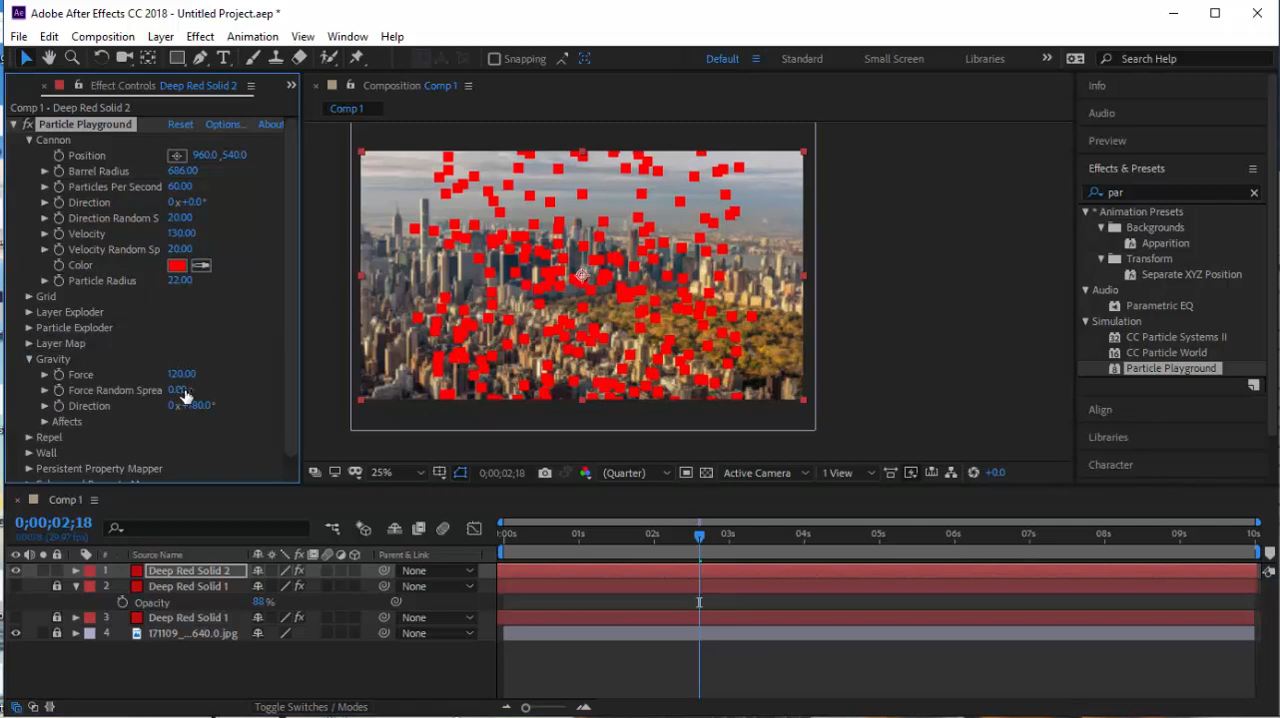 Ae Adobe After Effects CC 2018 - Untitled Project.aep *
File Edit Composition Layer Effect Animation View Window Help
Snapping Default Small Screen Libraries Search Help
Effect Controls Deep Red Solid 2
Composition Comp 1
Info
Comp 1 • Deep Red Solid 2
Comp 1
Audio
fx Particle Playground Reset Options... About
Cannon
Preview
Position 960.0 ,540.0
Barrel Radius 686.00
Effects & Presets
Particles Per Second 60.00
par
Direction 0 x+0.0°
* Animation Presets
Direction Random S 20.00
Backgrounds
Velocity 130.00
Apparition
Velocity Random Sp 20.00
Transform
Color
Separate XYZ Position
Particle Radius 22.00
Audio
Grid
Parametric EQ
Layer Exploder
Simulation
Particle Exploder
CC Particle Systems II
Layer Map
CC Particle World
Gravity
Particle Playground
Force 120.00
Force Random Sprea
Direction
Align
Affects
Repel
Libraries
Wall
Character
Persistent Property Mapper
25% 0;00;02;18 (Quarter) Active Camera 1 View +0.0
Comp 1
0;00;02;18
00078 (29.97 fps)
:00s 01s 02s 03s 04s 05s 06s 07s 08s 09s 10s
# Source Name fx Parent & Link
1 Deep Red Solid 2 fx None
2 Deep Red Solid 1 fx None
Opacity 88 %
3 Deep Red Solid 1 fx None
4 171109_...640.0.jpg None
Toggle Switches / Modes